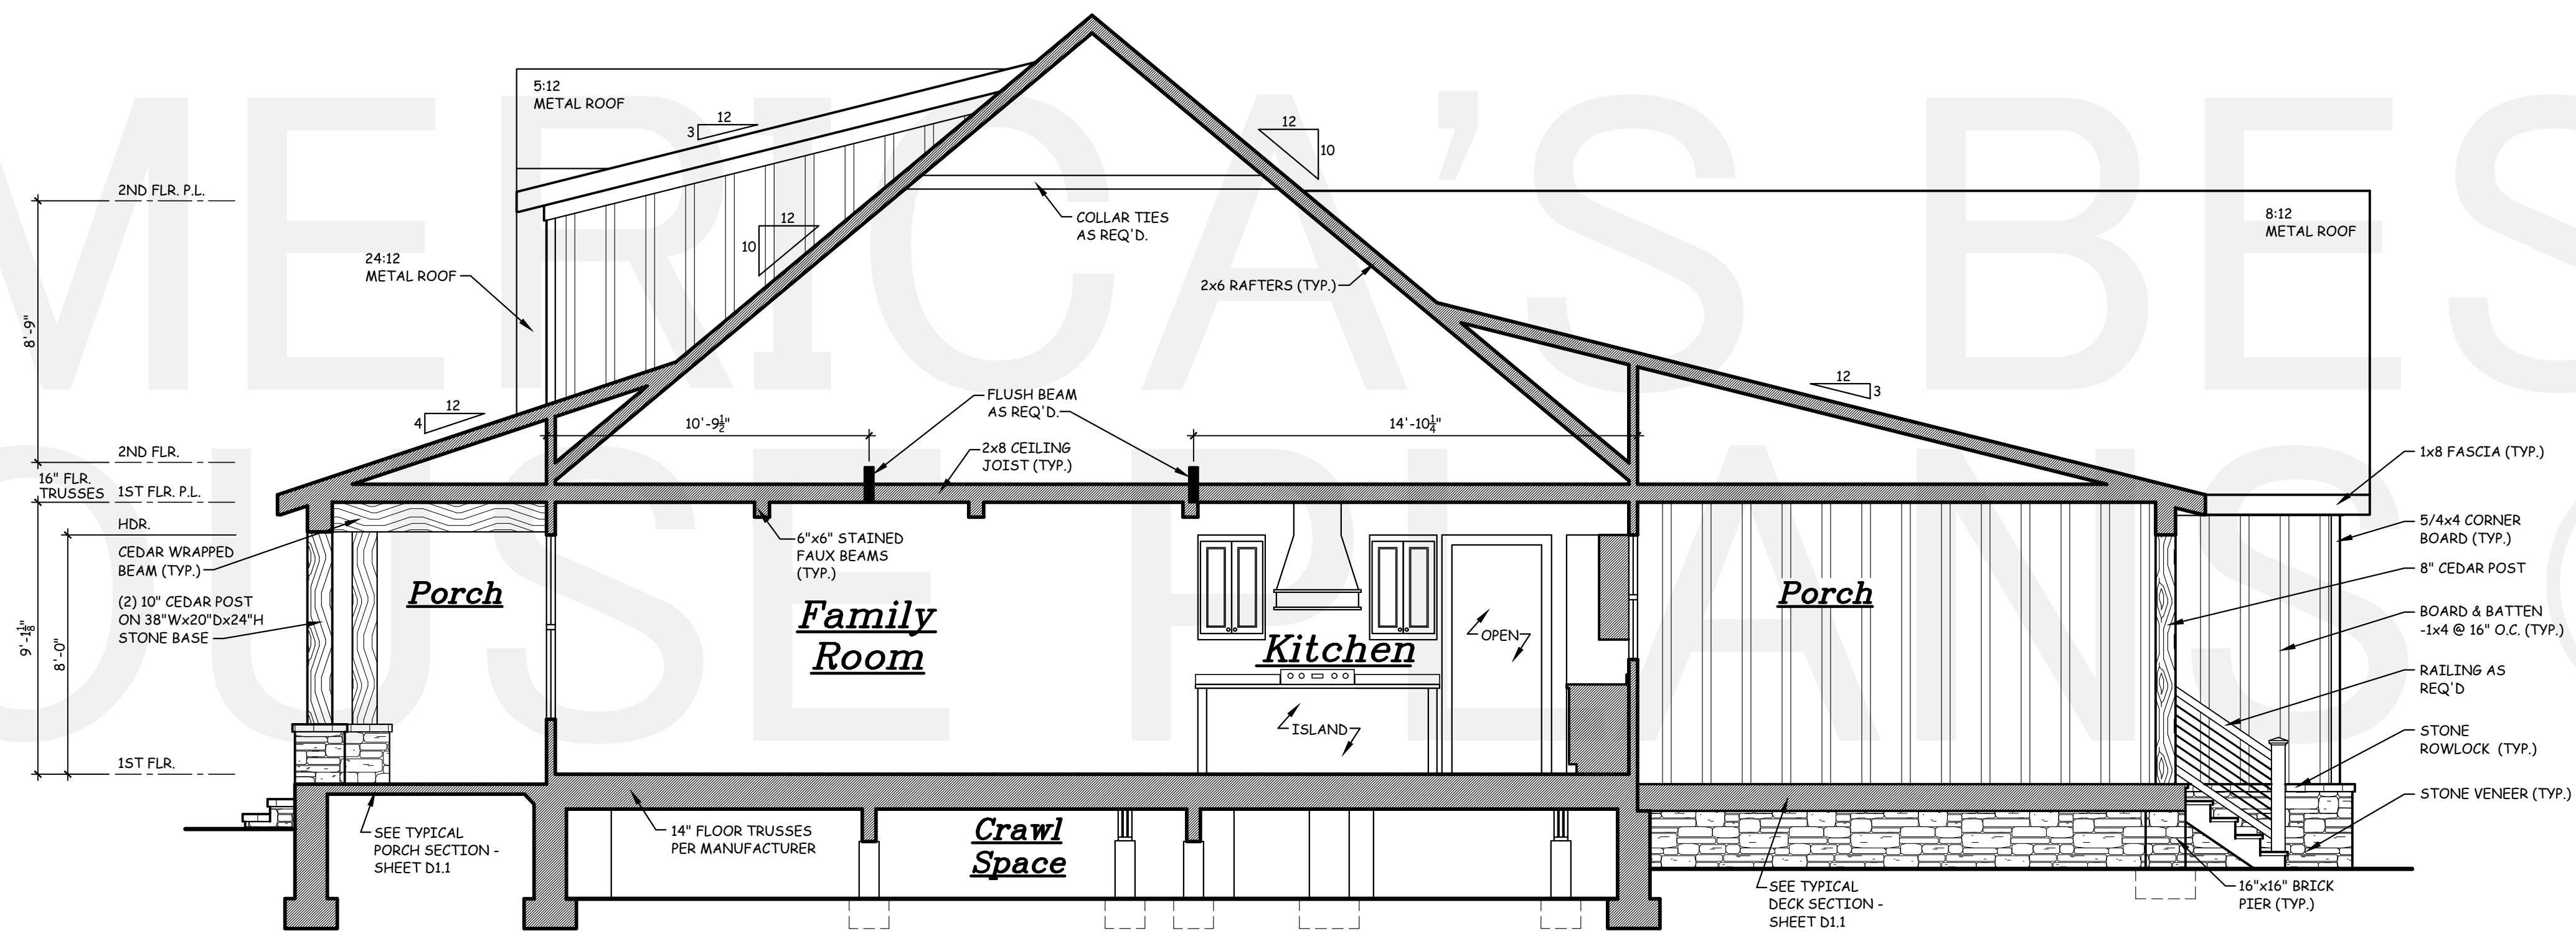 MERICA'S BES
OUSE PLANS
5:12
METAL ROOF
12
3
12
10
2ND FLR. P.L.
COLLAR TIES
AS REQ'D.
12
10
8:12
METAL ROOF
24:12
METAL ROOF
2x6 RAFTERS (TYP.)
8'-9"
12
4
12
3
FLUSH BEAM
AS REQ'D.
10'-9½"
14'-10¼"
2ND FLR.
2x8 CEILING
JOIST (TYP.)
1x8 FASCIA (TYP.)
16" FLR.
TRUSSES
1ST FLR. P.L.
HDR.
CEDAR WRAPPED
BEAM (TYP.)
(2) 10" CEDAR POST
ON 38"Wx20"Dx24"H
STONE BASE
9'-1⅛"
8'-0"
1ST FLR.
6"x6" STAINED
FAUX BEAMS
(TYP.)
Porch
Family
Room
Kitchen
OPEN
ISLAND
Porch
5/4x4 CORNER
BOARD (TYP.)
8" CEDAR POST
BOARD & BATTEN
-1x4 @ 16" O.C. (TYP.)
RAILING AS
REQ'D
STONE
ROWLOCK (TYP.)
STONE VENEER (TYP.)
SEE TYPICAL
PORCH SECTION -
SHEET D1.1
14" FLOOR TRUSSES
PER MANUFACTURER
Crawl
Space
SEE TYPICAL
DECK SECTION -
SHEET D1.1
16"x16" BRICK
PIER (TYP.)